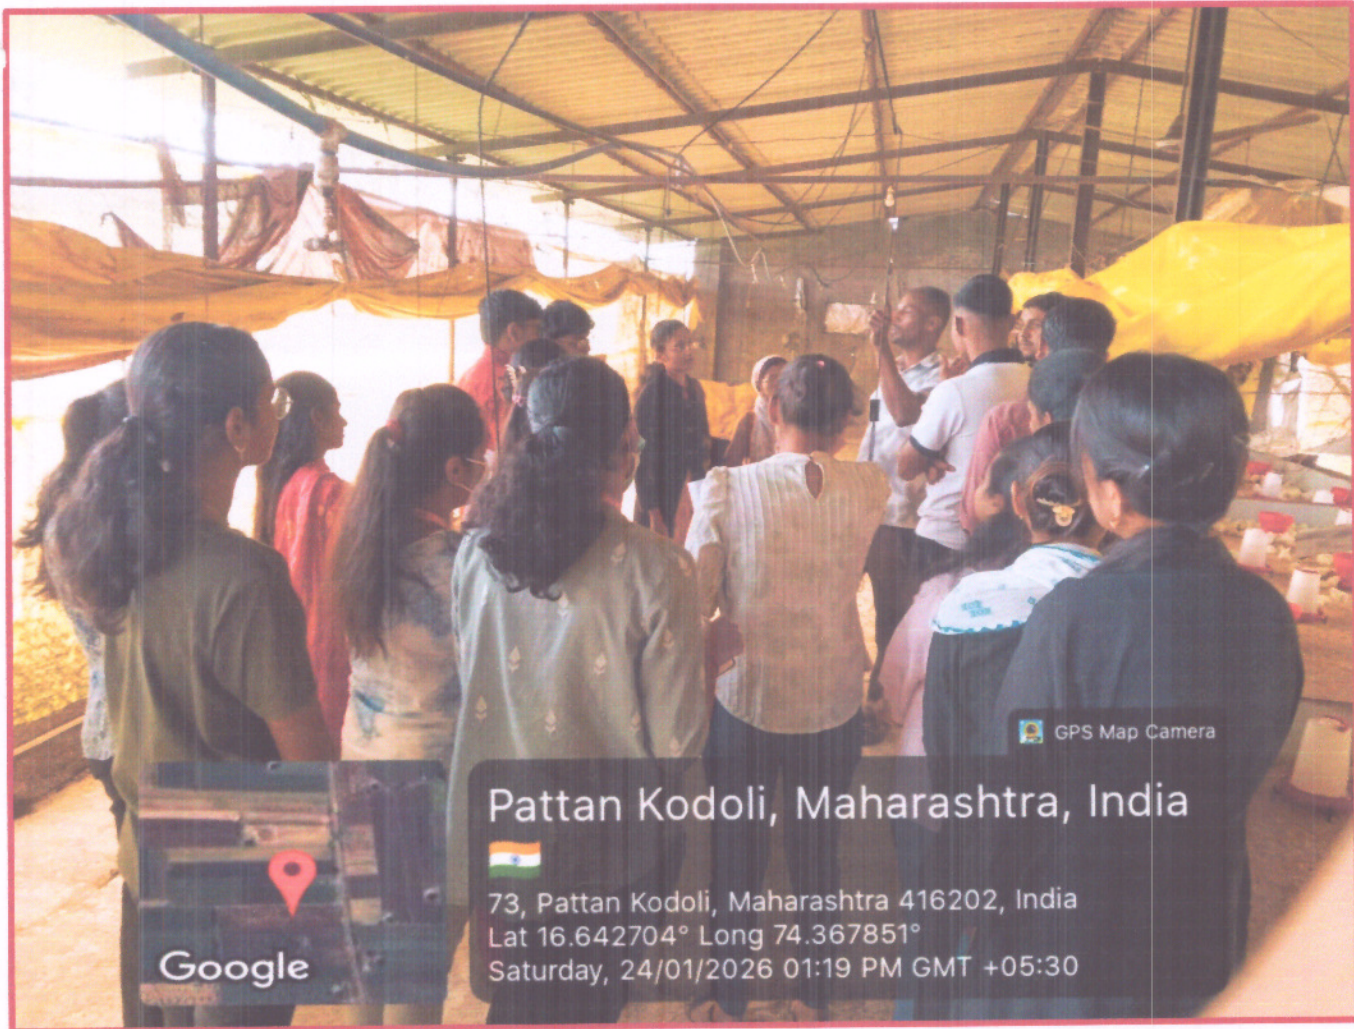 GPS Map Camera
Pattan Kodoli, Maharashtra, India
73, Pattan Kodoli, Maharashtra 416202, India
Lat 16.642704° Long 74.367851°
Saturday, 24/01/2026 01:19 PM GMT +05:30
Google